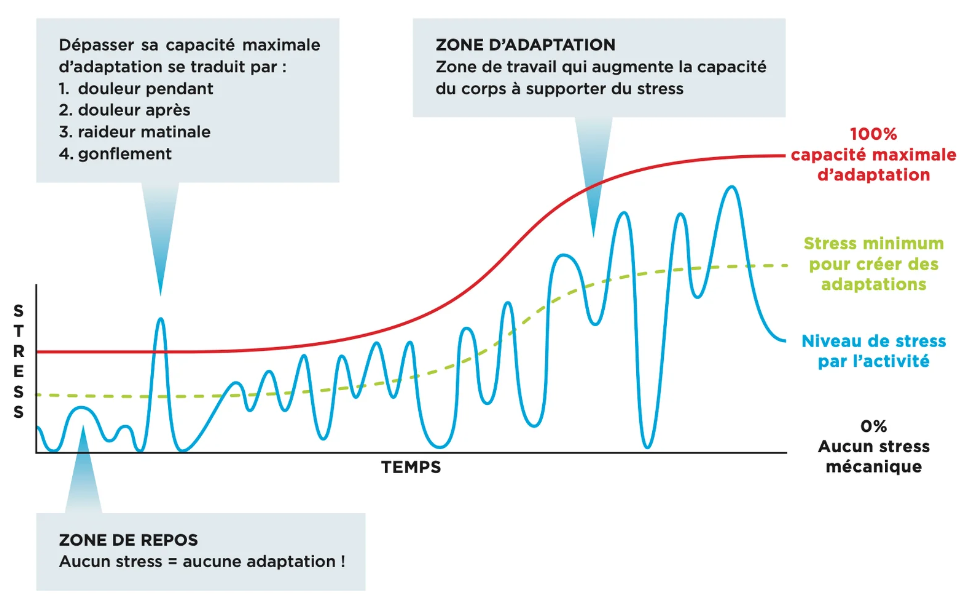 Dépasser sa capacité maximale
d'adaptation se traduit par :
1. douleur pendant
2. douleur après
3. raideur matinale
4. gonflement
ZONE D'ADAPTATION
Zone de travail qui augmente la capacité
du corps à supporter du stress
100%
capacité maximale
d'adaptation
Stress minimum
pour créer des
adaptations
Niveau de stress
par l'activité
0%
Aucun stress
mécanique
STRESS
TEMPS
ZONE DE REPOS
Aucun stress = aucune adaptation !